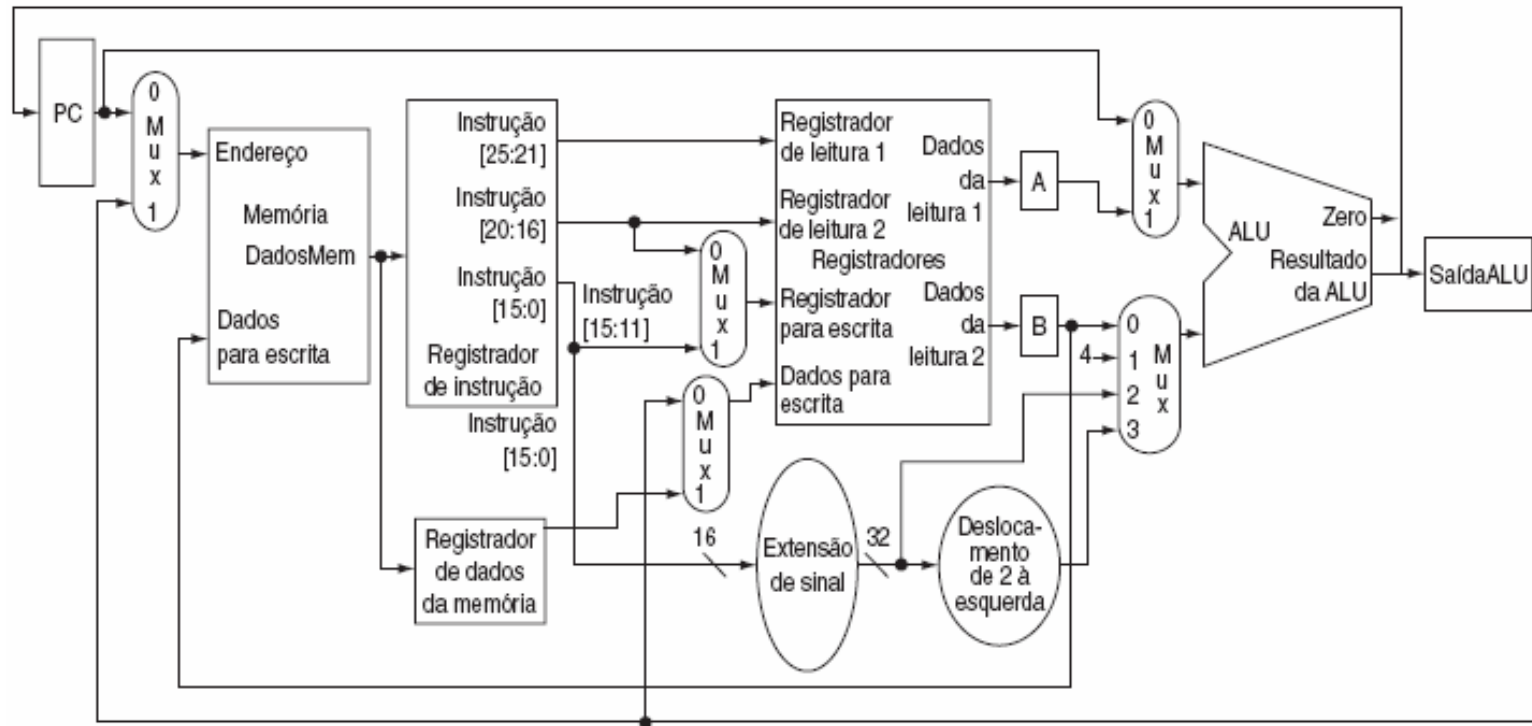 PC
0
M
u
x
1
Endereço
Memória
DadosMem
Dados
para escrita
Instrução
[25:21]
Instrução
[20:16]
Instrução
[15:0]
Registrador
de instrução
Instrução
[15:0]
Instrução
[15:11]
0
M
u
x
1
0
M
u
x
1
Registrador
de dados
da memória
Registrador
de leitura 1
Registrador
de leitura 2
Registradores
Registrador
para escrita
Dados para
escrita
Dados
da
leitura 1
Dados
da
leitura 2
A
B
16
Extensão
de sinal
32
Desloca-
mento
de 2 à
esquerda
0
M
u
x
1
4
0
1
2
3
M
u
x
ALU
Zero
Resultado
da ALU
SaídaALU